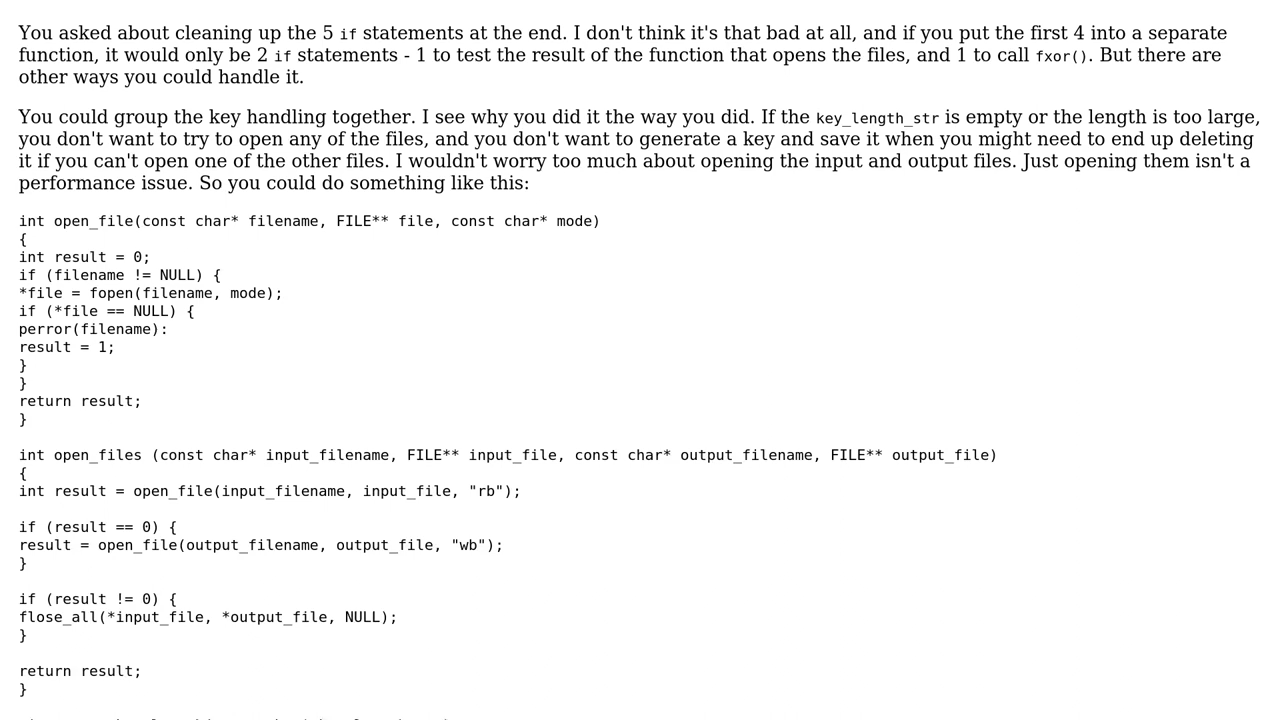 You asked about cleaning up the 5 if statements at the end. I don't think it's that bad at all, and if you put the first 4 into a separate
function, it would only be 2 if statements - 1 to test the result of the function that opens the files, and 1 to call fxor(). But there are
other ways you could handle it.
You could group the key handling together. I see why you did it the way you did. If the key_length_str is empty or the length is too large,
you don't want to try to open any of the files, and you don't want to generate a key and save it when you might need to end up deleting
it if you can't open one of the other files. I wouldn't worry too much about opening the input and output files. Just opening them isn't a
performance issue. So you could do something like this:
int open_file(const char* filename, FILE** file, const char* mode)
{
int result = 0;
if (filename != NULL) {
*file = fopen(filename, mode);
if (*file == NULL) {
perror(filename):
result = 1;
}
}
return result;
}
int open_files (const char* input_filename, FILE** input_file, const char* output_filename, FILE** output_file)
{
int result = open_file(input_filename, input_file, "rb");
if (result == 0) {
result = open_file(output_filename, output_file, "wb");
}
if (result != 0) {
flose_all(*input_file, *output_file, NULL);
}
return result;
}